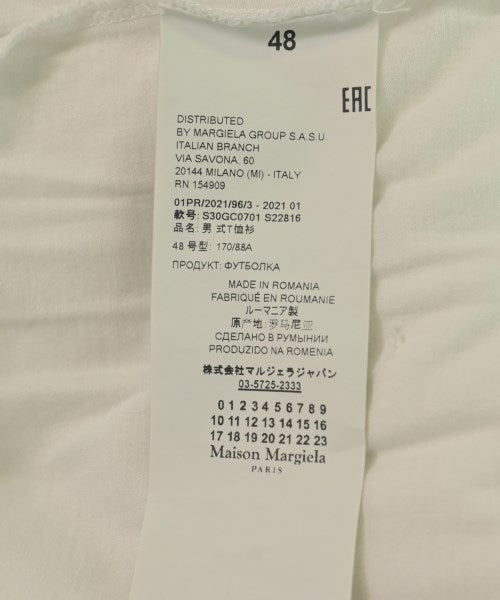 48
EAC
DISTRIBUTED
BY MARGIELA GROUP S.A.S.U
ITALIAN BRANCH
VIA SAVONA, 60
20144 MILANO (MI) - ITALY
RN 154909
01PR/2021/96/3 - 2021 01
款号: S30GC0701 S22816
品名: 男 式T恤衫
48 号型: 170/88A
ПРОДУКТ: ФУТБОЛКА
MADE IN ROMANIA
FABRIQUÉ EN ROUMANIE
ルーマニア製
原产地: 罗马尼亚
СДЕЛАНО В РУМЫНИИ
PRODUZIDO NA ROMENIA
株式会社マルジェラジャパン
03-5725-2333
0 1 2 3 4 5 6 7 8 9
10 11 12 13 14 15 16
17 18 19 20 21 22 23
Maison Margiela
PARIS